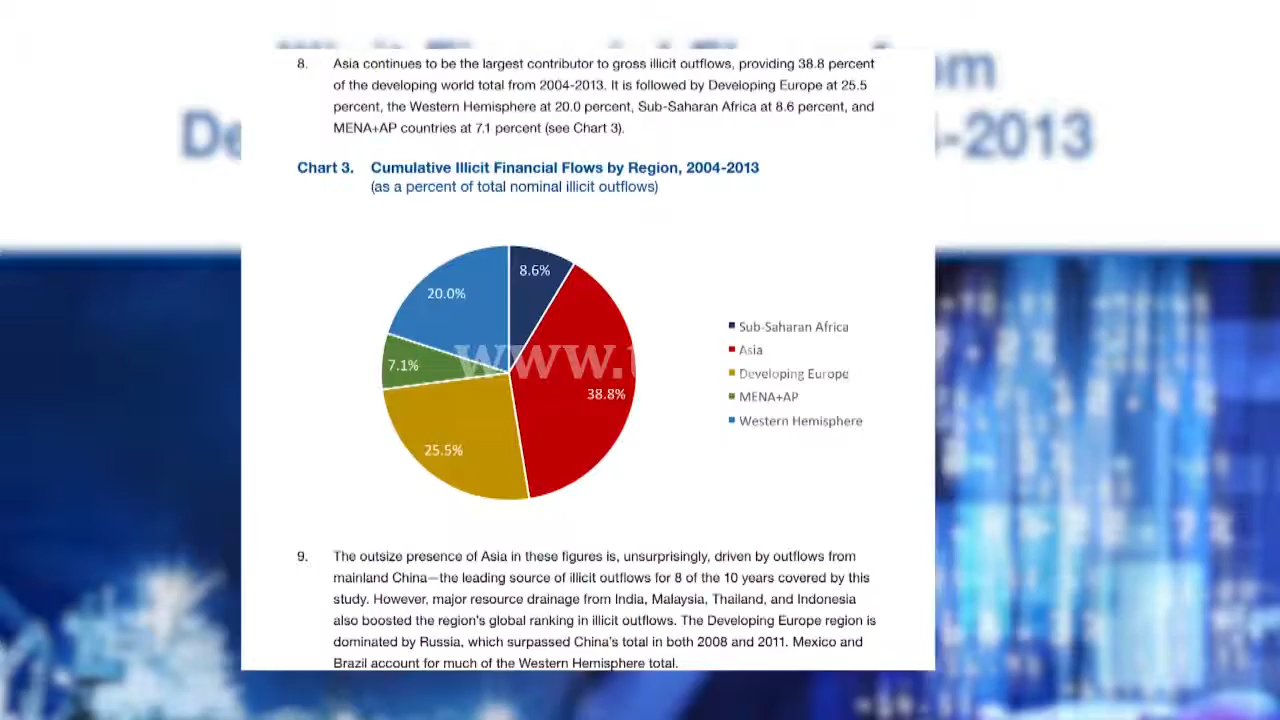 om
De
-2013
8. Asia continues to be the largest contributor to gross illicit outflows, providing 38.8 percent
of the developing world total from 2004-2013. It is followed by Developing Europe at 25.5
percent, the Western Hemisphere at 20.0 percent, Sub-Saharan Africa at 8.6 percent, and
MENA+AP countries at 7.1 percent (see Chart 3).
Chart 3. Cumulative Illicit Financial Flows by Region, 2004-2013
(as a percent of total nominal illicit outflows)
8.6%
20.0%
7.1%
38.8%
25.5%
www.
Sub-Saharan Africa
Asia
Developing Europe
MENA+AP
Western Hemisphere
9. The outsize presence of Asia in these figures is, unsurprisingly, driven by outflows from
mainland China—the leading source of illicit outflows for 8 of the 10 years covered by this
study. However, major resource drainage from India, Malaysia, Thailand, and Indonesia
also boosted the region's global ranking in illicit outflows. The Developing Europe region is
dominated by Russia, which surpassed China's total in both 2008 and 2011. Mexico and
Brazil account for much of the Western Hemisphere total.